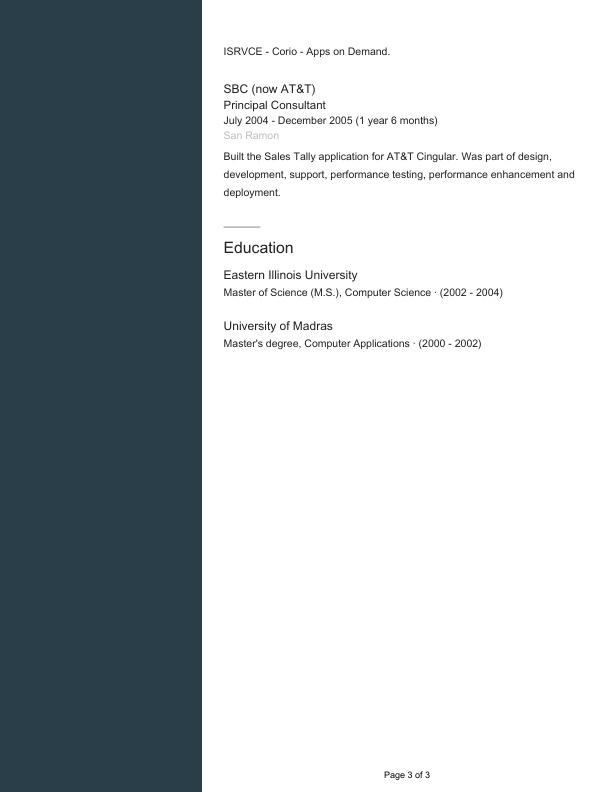 ISRVCE - Corio - Apps on Demand.
SBC (now AT&T)
Principal Consultant
July 2004 - December 2005 (1 year 6 months)
San Ramon
Built the Sales Tally application for AT&T Cingular. Was part of design,
development, support, performance testing, performance enhancement and
deployment.
Education
Eastern Illinois University
Master of Science (M.S.), Computer Science · (2002 - 2004)
University of Madras
Master's degree, Computer Applications · (2000 - 2002)
Page 3 of 3